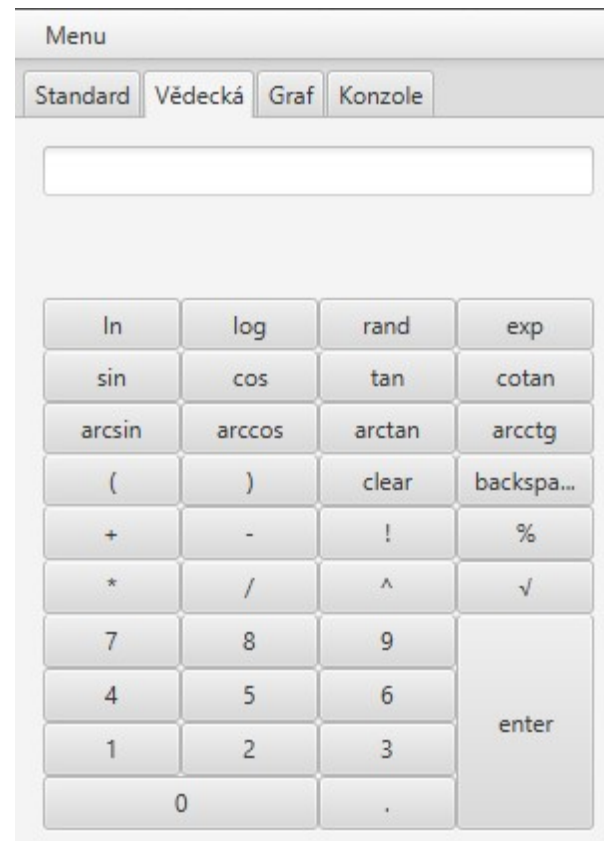 Menu
Standard Vědecká Graf Konzole
ln log rand exp
sin cos tan cotan
arcsin arccos arctan arcctg
( ) clear backspa...
+ - ! %
* / ^ √
7 8 9
4 5 6
enter
1 2 3
0 .